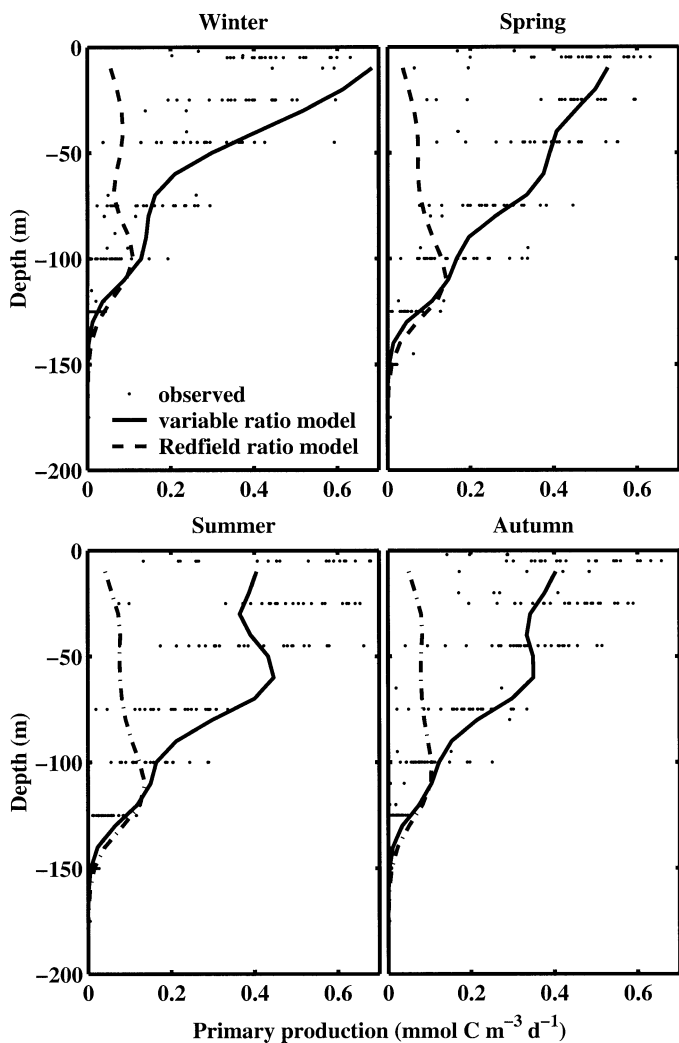 Winter
Spring
0
−50
−100
−150
−200
Depth (m)
observed
variable ratio model
Redfield ratio model
0
0.2
0.4
0.6
0
0.2
0.4
0.6
Summer
Autumn
0
−50
−100
−150
−200
Depth (m)
0
0.2
0.4
0.6
0
0.2
0.4
0.6
Primary production (mmol C m⁻³ d⁻¹)